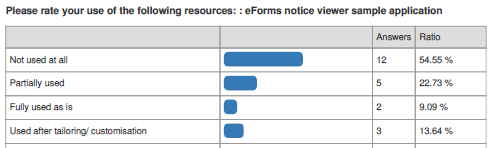 Please rate your use of the following resources: : eForms notice viewer sample application
Answers Ratio
Not used at all 12 54.55 %
Partially used 5 22.73 %
Fully used as is 2 9.09 %
Used after tailoring/ customisation 3 13.64 %